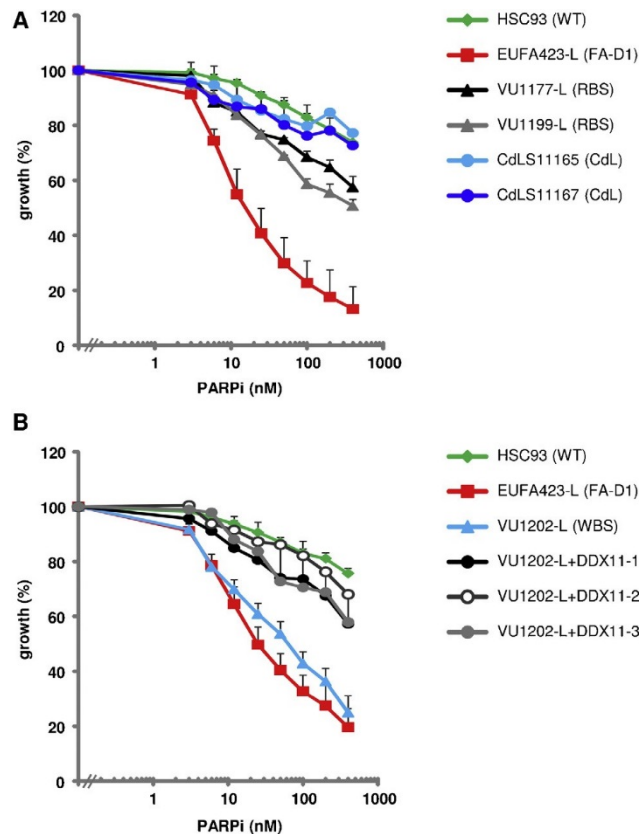 A
120
100
80
60
40
20
0
growth (%)
1
10
100
1000
PARPi (nM)
HSC93 (WT)
EUFA423-L (FA-D1)
VU1177-L (RBS)
VU1199-L (RBS)
CdLS11165 (CdL)
CdLS11167 (CdL)
B
120
100
80
60
40
20
0
growth (%)
1
10
100
1000
PARPi (nM)
HSC93 (WT)
EUFA423-L (FA-D1)
VU1202-L (WBS)
VU1202-L+DDX11-1
VU1202-L+DDX11-2
VU1202-L+DDX11-3